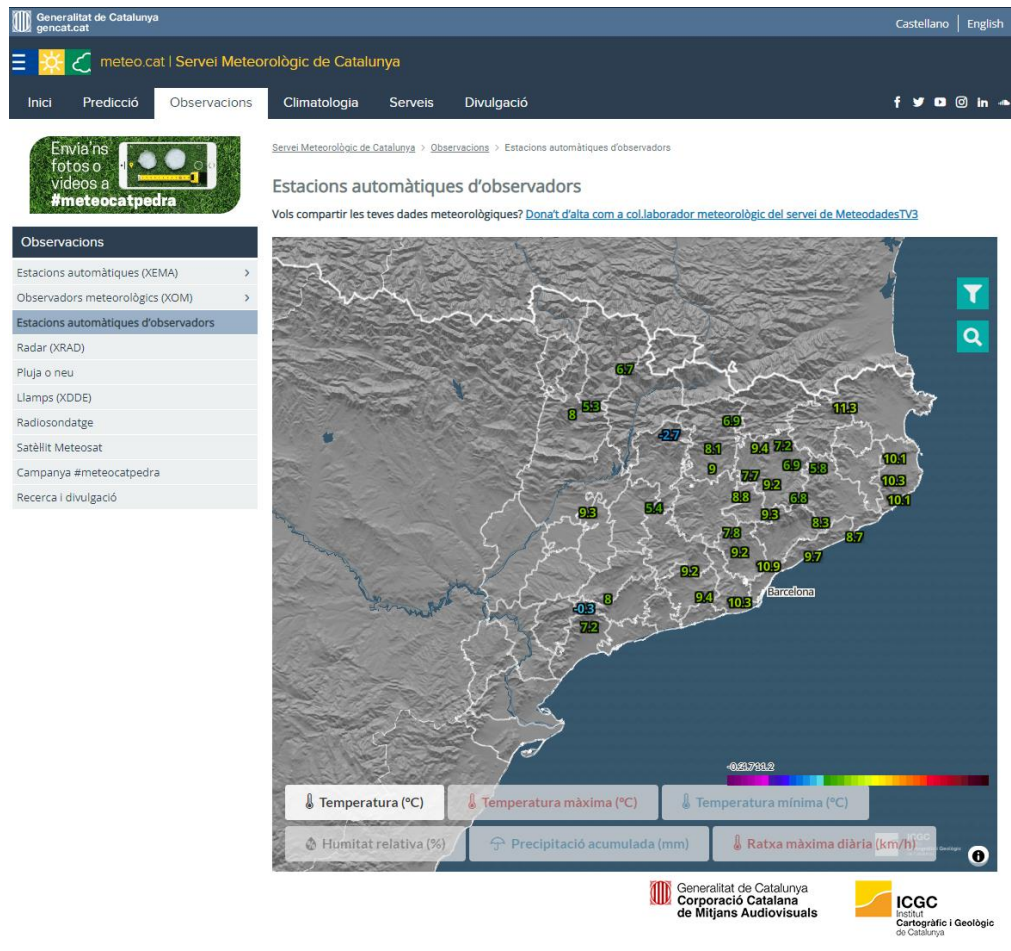 Generalitat de Catalunya
gencat.cat
Castellano | English
meteo.cat | Servei Meteorològic de Catalunya
Inici Predicció Observacions Climatologia Serveis Divulgació
Envia'ns
fotos o
vídeos a
#meteocatpedra
Servei Meteorològic de Catalunya > Observacions > Estacions automàtiques d'observadors
Estacions automàtiques d'observadors
Vols compartir les teves dades meteorològiques? Dona't d'alta com a col.laborador meteorològic del servei de MeteodadesTV3
Observacions
Estacions automàtiques (XEMA)
Observadors meteorològics (XOM)
Estacions automàtiques d'observadors
Radar (XRAD)
Pluja o neu
Llamps (XDDE)
Radiosondatge
Satèl·lit Meteosat
Campanya #meteocatpedra
Recerca i divulgació
6.7
5.3
8
11.3
6.9
-2.7
8.1
9.4
7.2
9
7.7
6.9
5.8
10.1
9.2
10.3
8.8
6.8
10.1
9.3
5.4
9.3
8.3
7.8
8.7
9.2
9.7
10.9
9.2
Barcelona
9.4
10.3
8
-0.3
7.2
Temperatura (ºC)
Temperatura màxima (ºC)
Temperatura mínima (ºC)
Humitat relativa (%)
Precipitació acumulada (mm)
Ratxa màxima diària (km/h)
Generalitat de Catalunya
Corporació Catalana
de Mitjans Audiovisuals
ICGC
Institut
Cartogràfic i Geològic
de Catalunya